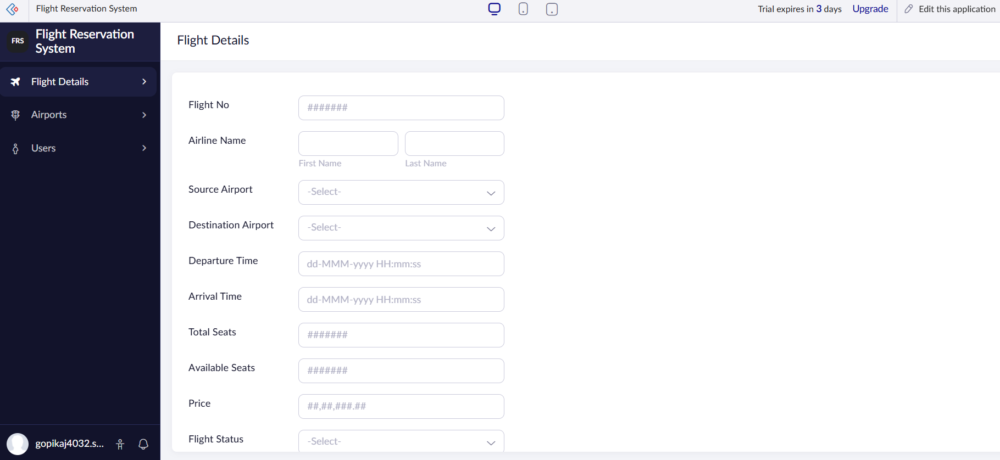 Flight Reservation System
Trial expires in 3 days Upgrade Edit this application
FRS
Flight Reservation
System
Flight Details
Airports
Users
gopikaj4032.s...
Flight Details
Flight No #######
Airline Name
First Name Last Name
Source Airport -Select-
Destination Airport -Select-
Departure Time dd-MMM-yyyy HH:mm:ss
Arrival Time dd-MMM-yyyy HH:mm:ss
Total Seats #######
Available Seats #######
Price ##,##,###.##
Flight Status -Select-